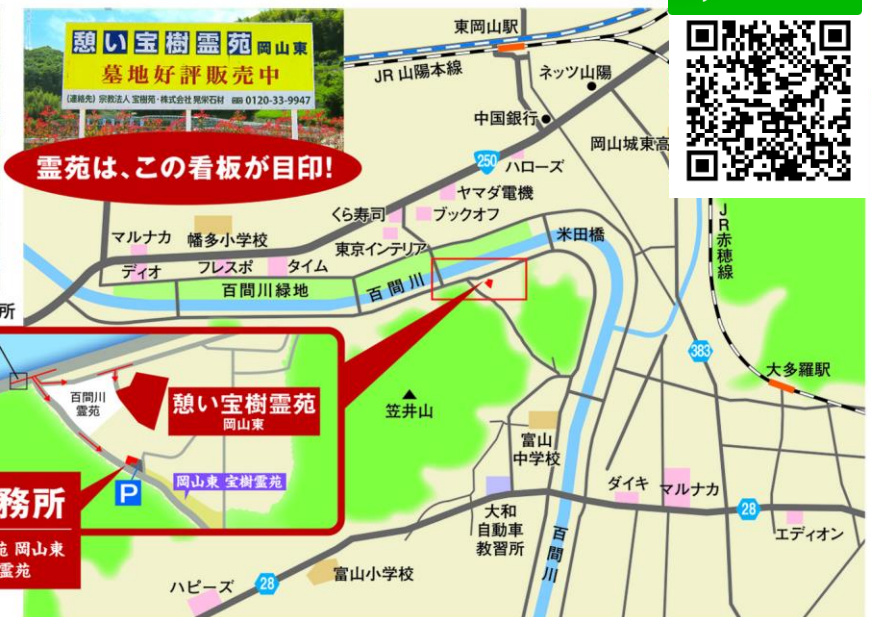 憩い宝樹霊苑 岡山東
墓地好評販売中
(連絡先) 宗教法人 宝樹苑・株式会社 晃栄石材 0120-33-9947
霊苑は、この看板が目印!
東岡山駅
JR山陽本線
ネッツ山陽
中国銀行
岡山城東高
250
ハローズ
ヤマダ電機
くら寿司
ブックオフ
マルナカ
幡多小学校
東京インテリア
米田橋
JR赤穂線
ディオ
フレスポ
タイム
百間川緑地
百間川
所
383
大多羅駅
百間川
霊苑
憩い宝樹霊苑
岡山東
笠井山
富山
中学校
P
岡山東 宝樹霊苑
務所
苑 岡山東
霊苑
大和
自動車
教習所
百間川
ダイキ
マルナカ
28
エディオン
ハピーズ
28
富山小学校